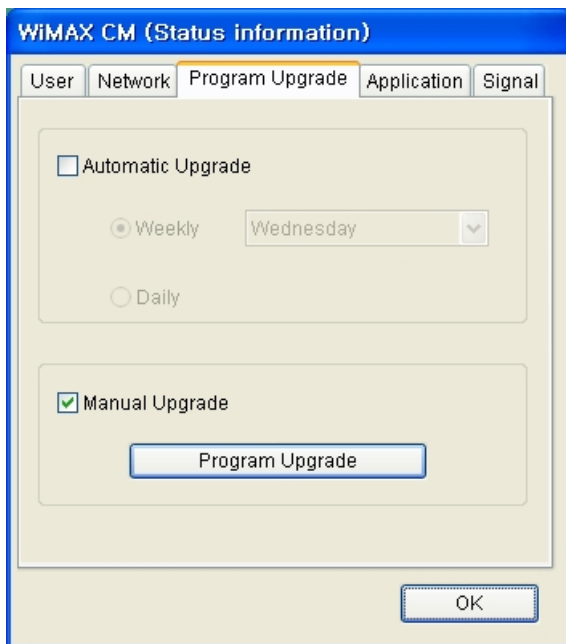 WiMAX CM (Status information)
User Network Program Upgrade Application Signal
Automatic Upgrade
Weekly Wednesday
Daily
Manual Upgrade
Program Upgrade
OK